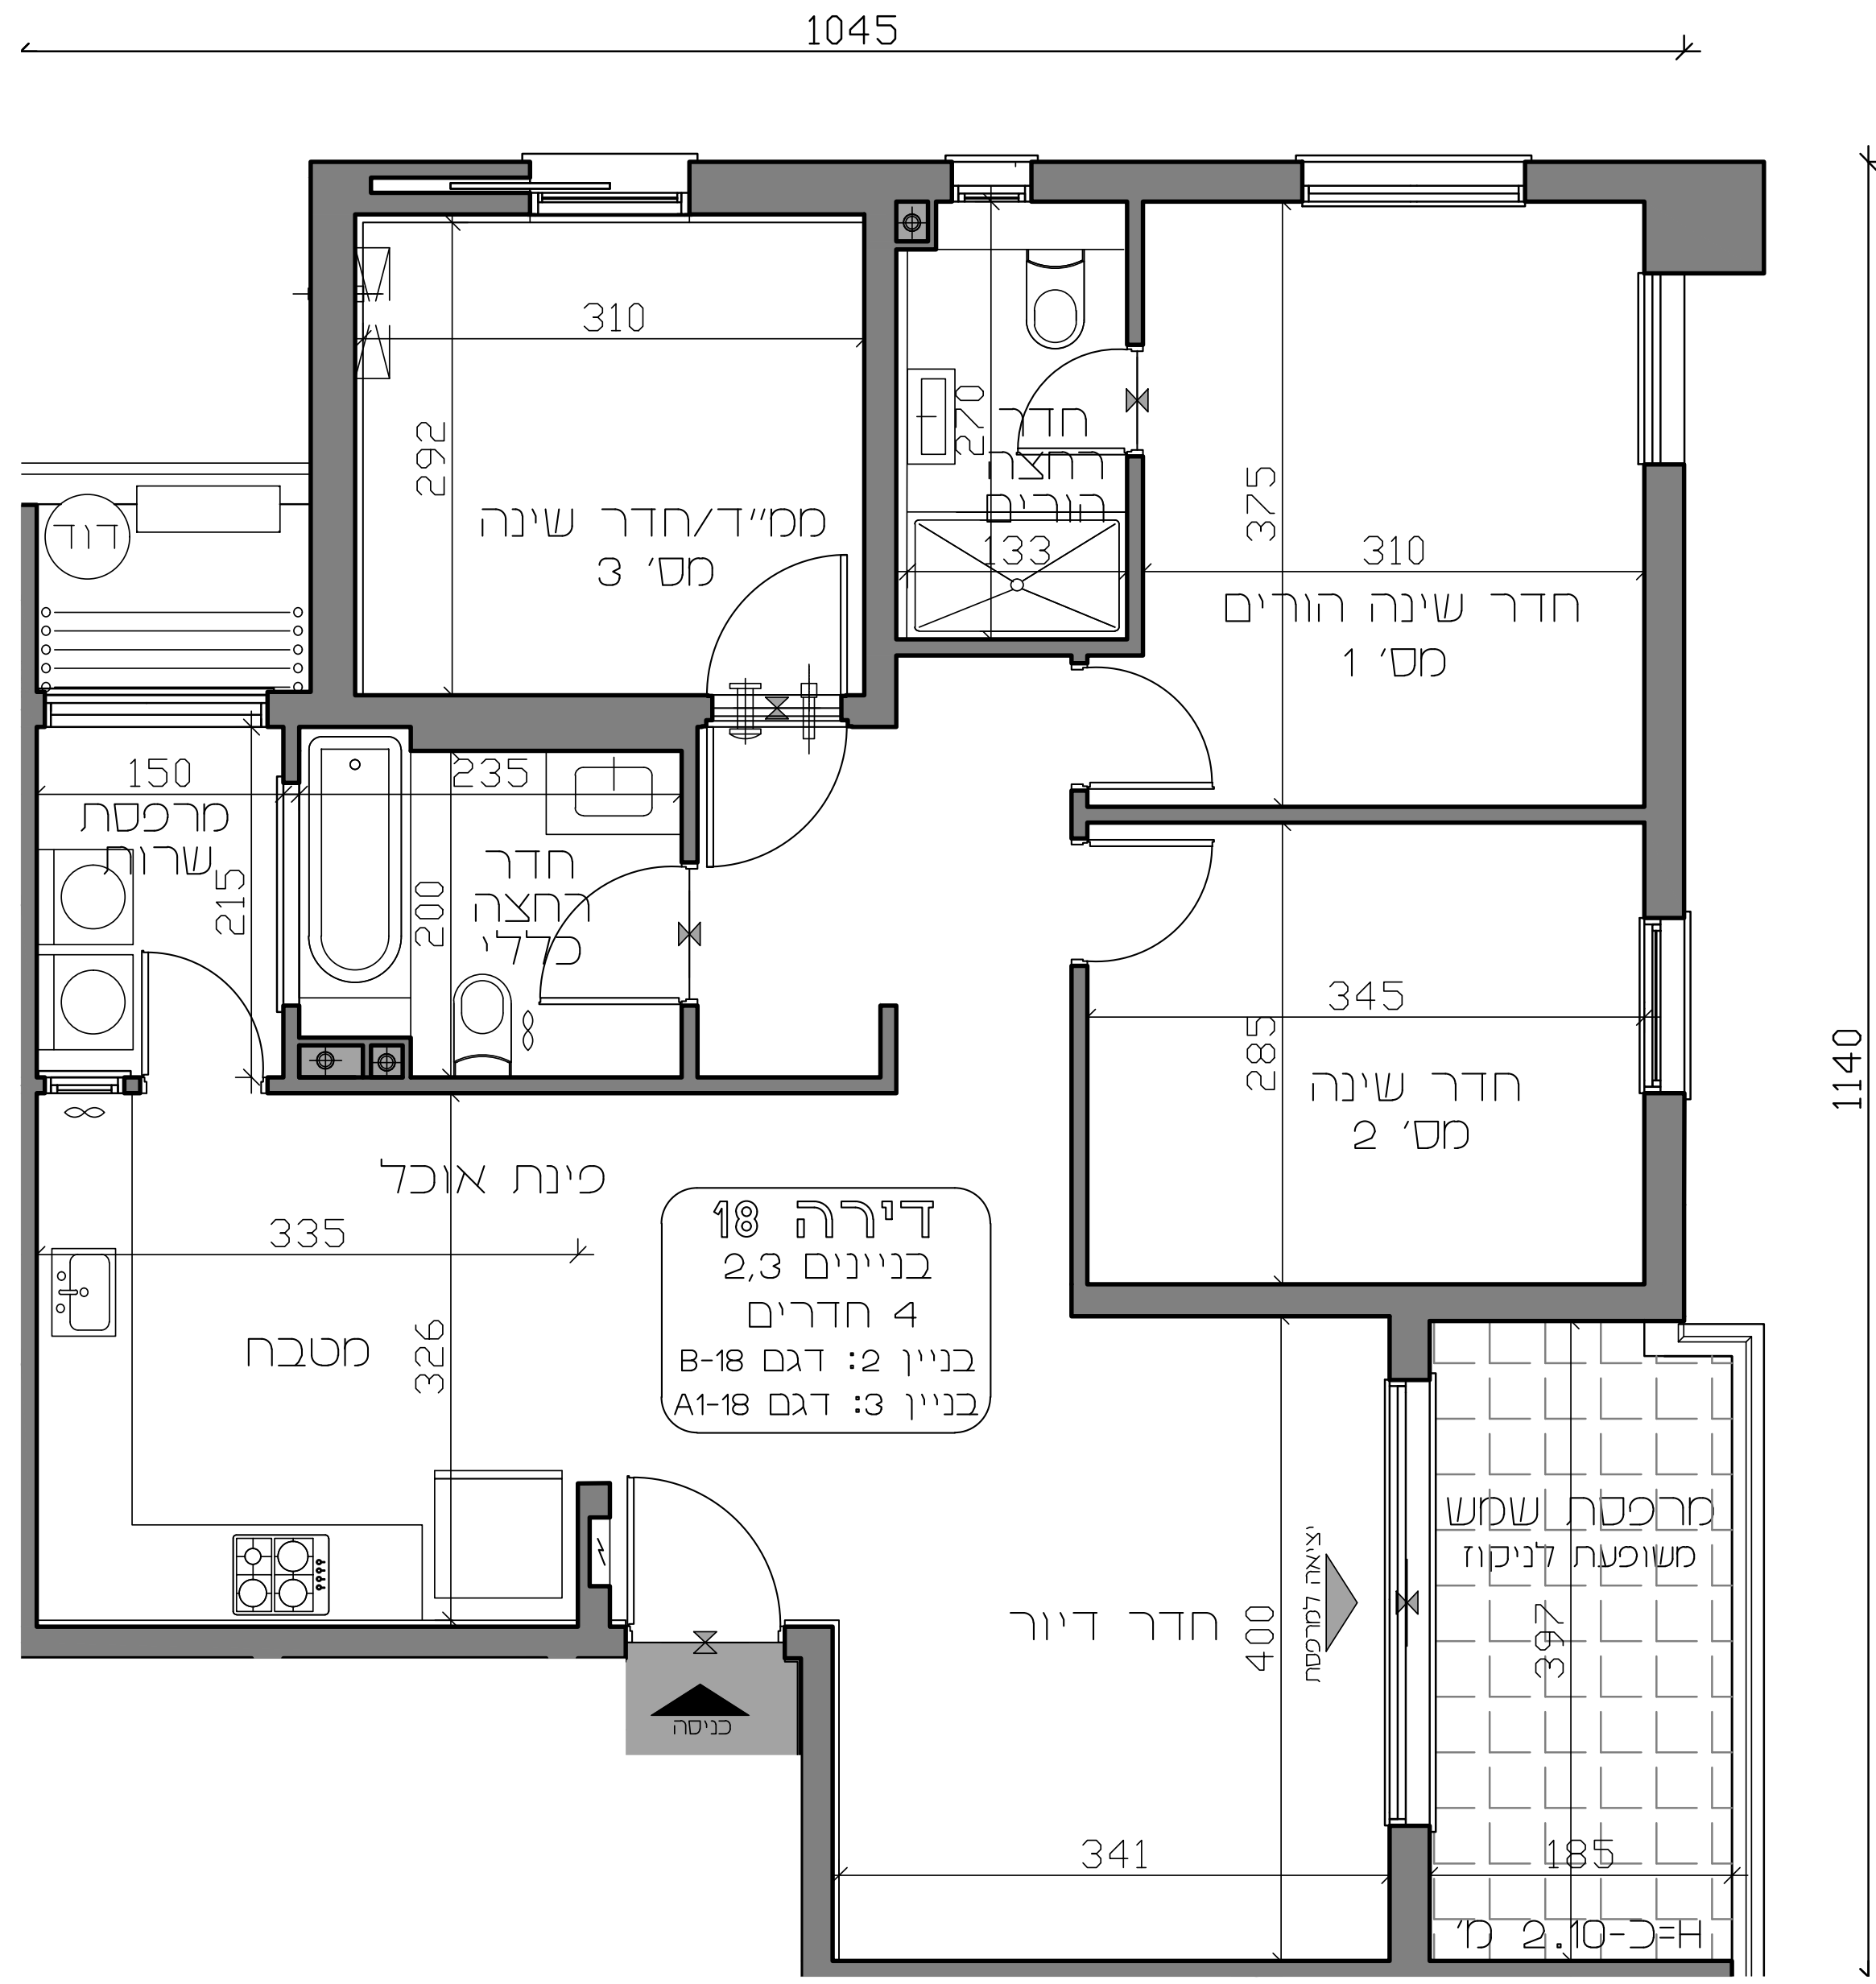 1045
310
292
ממ״ד/חדר שינה
מס׳ 3
270
חדר
רחצה
הורים
133
375
310
חדר שינה הורים
מס׳ 1
דוד
150
מרפסת
שרות
215
235
200
חדר
רחצה
כללי
345
285
חדר שינה
מס׳ 2
1140
פינת אוכל
335
326
מטבח
דירה 18
בניינים 2,3
4 חדרים
בניין 2: דגם B-18
בניין 3: דגם A1-18
מרפסת שמש
משופעת לניקוז
397
יציאה למרפסת
400
חדר דיור
כניסה
341
185
H=כ-2.10 מ׳